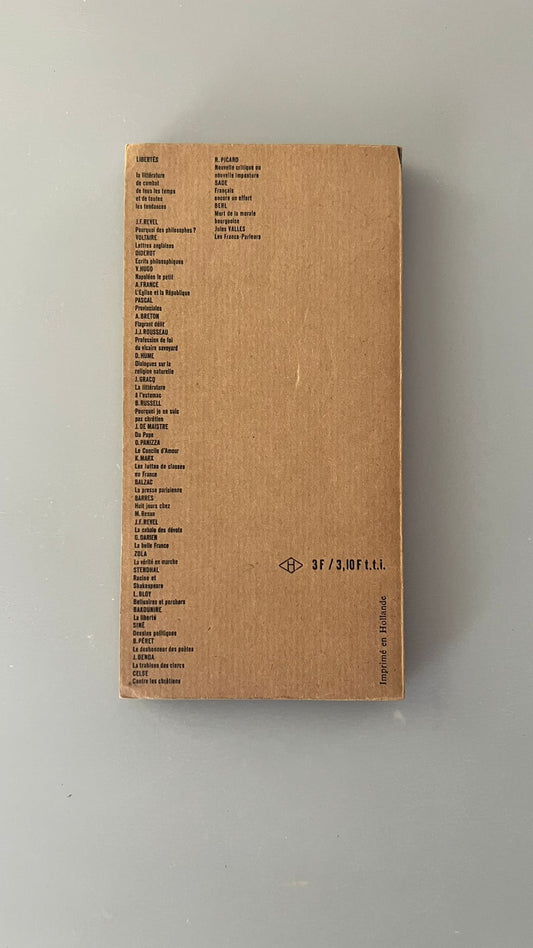 LIBERTÉS
la littérature
de combat
de tous les temps
et de toutes
les tendances
J.F. REVEL
Pourquoi des philosophes ?
VOLTAIRE
Lettres anglaises
DIDEROT
Ecrits philosophiques
V. HUGO
Napoléon le petit
A. FRANCE
L'Eglise et la République
PASCAL
Provinciales
A. BRETON
Flagrant délit
J.J. ROUSSEAU
Profession de foi
du vicaire savoyard
D. HUME
Dialogues sur la
religion naturelle
J. GRACQ
La littérature
à l'estomac
B. RUSSELL
Pourquoi je ne suis
pas chrétien
J. DE MAISTRE
Du Pape
O. PANIZZA
Le Concile d'Amour
K. MARX
Les luttes de classes
en France
BALZAC
La presse parisienne
BARRES
Huit jours chez
M. Renan
J.F. REVEL
La cabale des dévots
G. DARIEN
La belle France
ZOLA
La vérité en marche
STENDHAL
Racine et
Shakespeare
L. BLOY
Belluaires et porchers
BAKOUNINE
La liberté
SINÉ
Dessins politiques
B. PÉRET
Le deshonneur des poètes
J. BENDA
La trahison des clercs
CELSE
Contre les chrétiens
R. PICARD
Nouvelle critique ou
nouvelle imposture
SADE
Français
encore un effort
BERL
Mort de la morale
bourgeoise
Jules VALLES
Les Francs-Parleurs
H 3F / 3,10F t.t.i.
Imprimé en Hollande